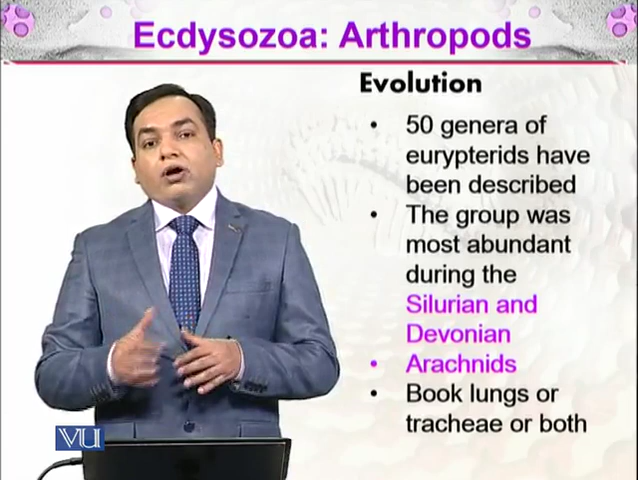 Ecdysozoa: Arthropods
Evolution
• 50 genera of
eurypterids have
been described
• The group was
most abundant
during the
Silurian and
Devonian
• Arachnids
• Book lungs or
tracheae or both
VU